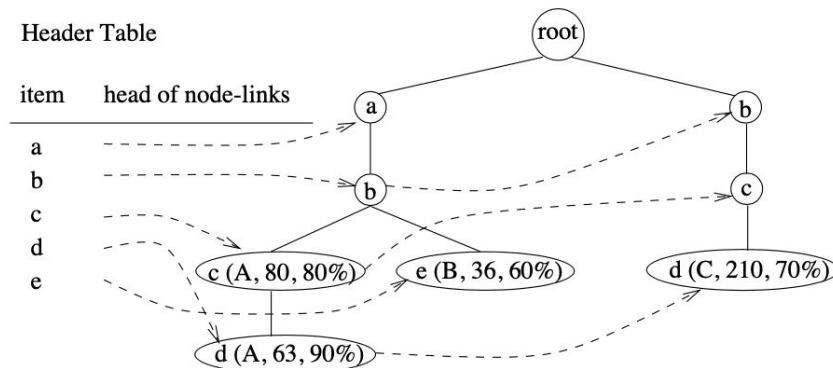 Header Table
root
item head of node-links
a
b
a
b
c
d
e
b
c
c (A, 80, 80%)
e (B, 36, 60%)
d (C, 210, 70%)
d (A, 63, 90%)